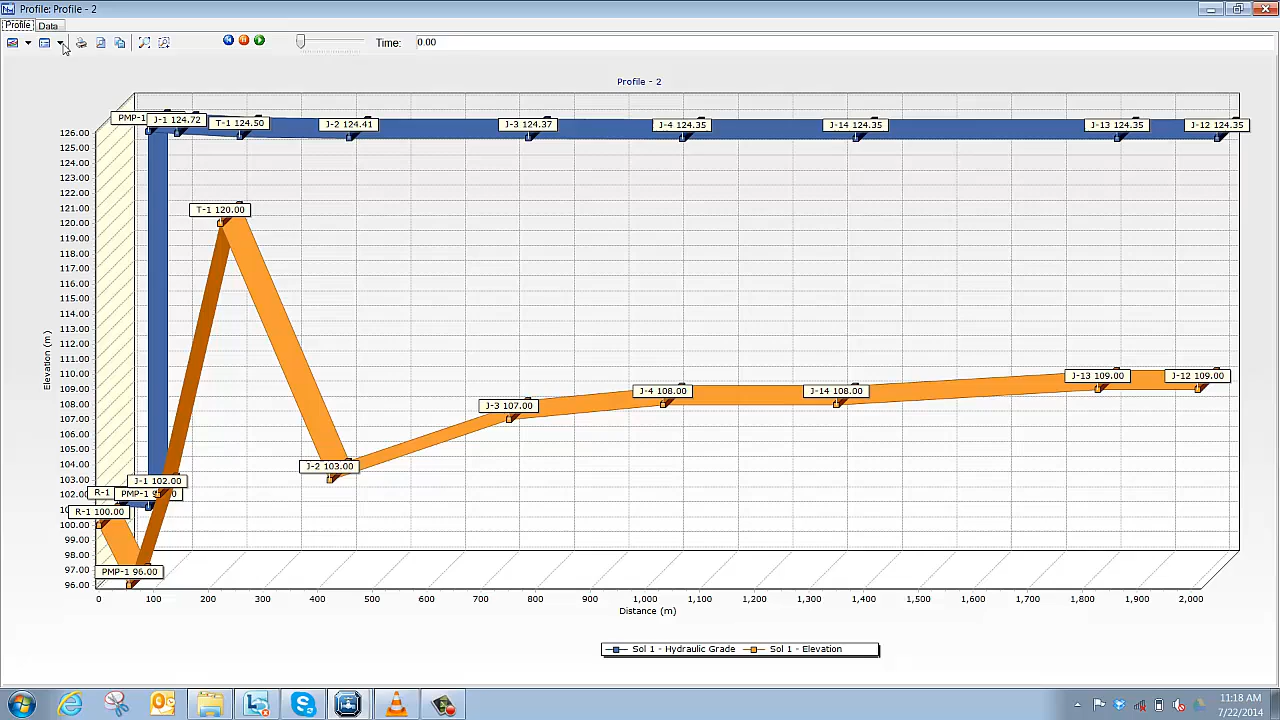 Profile: Profile - 2
Profile Data
Time: 0.00
Profile - 2
PMP-1 J-1 124.72 T-1 124.50 J-2 124.41 J-3 124.37 J-4 124.35 J-14 124.35 J-13 124.35 J-12 124.35
126.00
125.00
124.00
123.00
122.00
121.00
120.00
119.00
118.00
117.00
116.00
115.00
114.00
113.00
112.00
111.00
110.00
109.00
108.00
107.00
106.00
105.00
104.00
103.00
102.00
100.00
99.00
98.00
97.00
96.00
Elevation (m)
T-1 120.00
J-13 109.00 J-12 109.00
J-4 108.00 J-14 108.00
J-3 107.00
J-2 103.00
J-1 102.00
R-1 PMP-1
R-1 100.00
PMP-1 96.00
0 100 200 300 400 500 600 700 800 900 1,000 1,100 1,200 1,300 1,400 1,500 1,600 1,700 1,800 1,900 2,000
Distance (m)
Sol 1 - Hydraulic Grade Sol 1 - Elevation
11:18 AM
7/22/2014